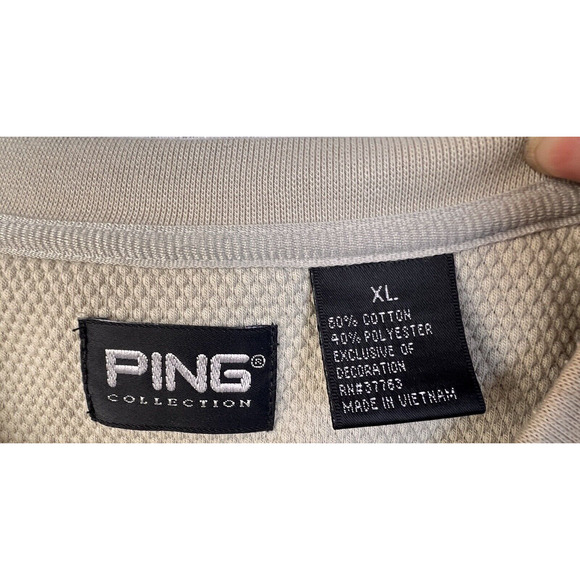 PING®
COLLECTION
XL
60% COTTON
40% POLYESTER
EXCLUSIVE OF
DECORATION
RN#37763
MADE IN VIETNAM